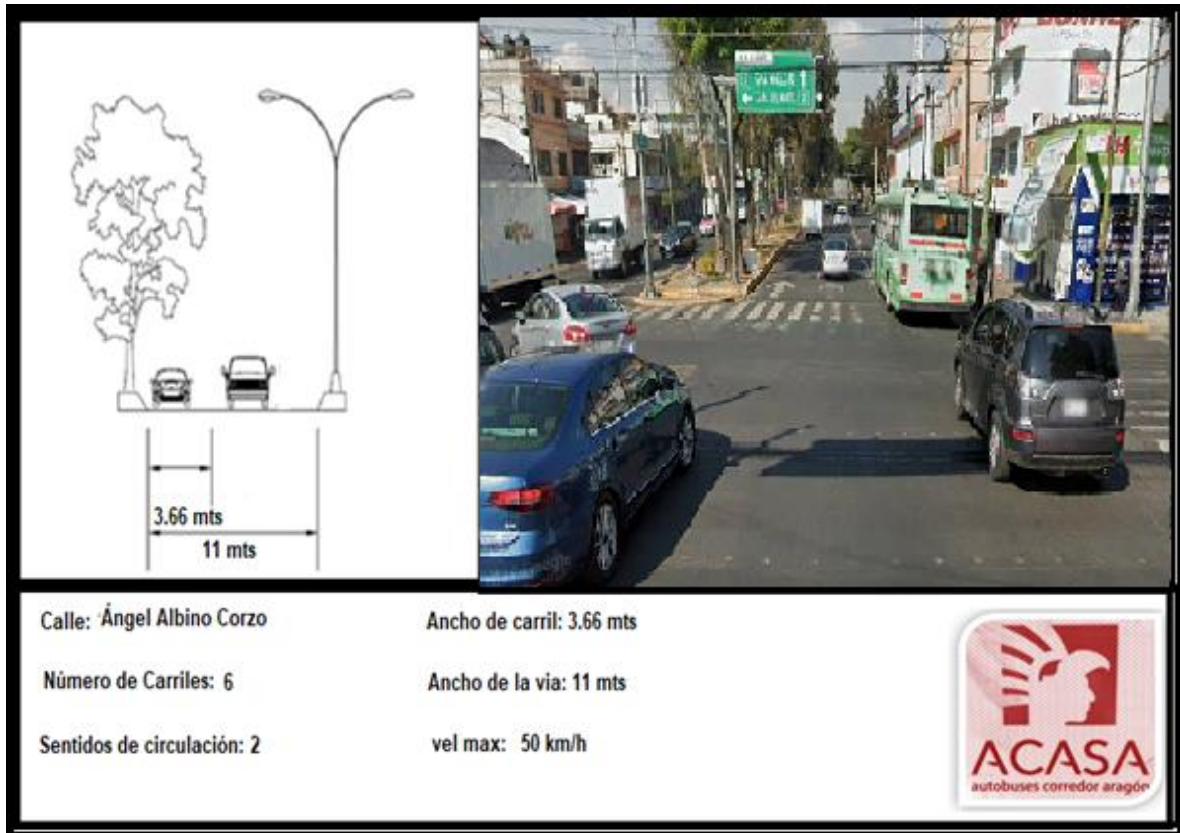 3.66 mts
11 mts
Calle: Ángel Albino Corzo
Ancho de carril: 3.66 mts
Número de Carriles: 6
Ancho de la via: 11 mts
Sentidos de circulación: 2
vel max: 50 km/h
ACASA
autobuses corredor aragón